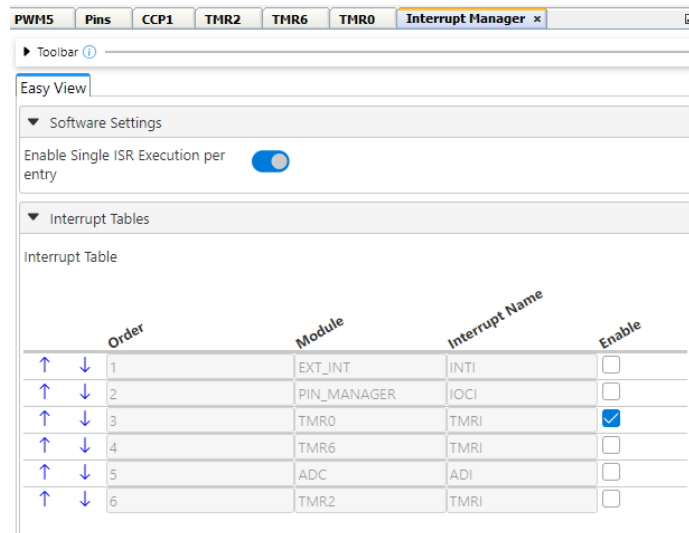 PWM5 Pins CCP1 TMR2 TMR6 TMR0 Interrupt Manager ×
Toolbar
Easy View
Software Settings
Enable Single ISR Execution per
entry
Interrupt Tables
Interrupt Table
Order Module Interrupt Name Enable
1 EXT_INT INTI
2 PIN_MANAGER IOCI
3 TMR0 TMRI
4 TMR6 TMRI
5 ADC ADI
6 TMR2 TMRI